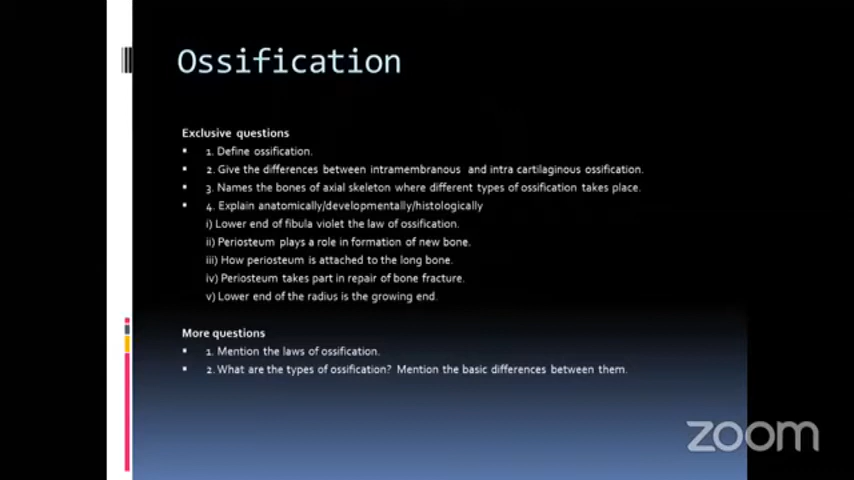 Ossification
Exclusive questions
▪ 1. Define ossification.
▪ 2. Give the differences between intramembranous and intra cartilaginous ossification.
▪ 3. Names the bones of axial skeleton where different types of ossification takes place.
▪ 4. Explain anatomically/developmentally/histologically
i) Lower end of fibula violet the law of ossification.
ii) Periosteum plays a role in formation of new bone.
iii) How periosteum is attached to the long bone.
iv) Periosteum takes part in repair of bone fracture.
v) Lower end of the radius is the growing end.
More questions
▪ 1. Mention the laws of ossification.
▪ 2. What are the types of ossification? Mention the basic differences between them.
zoom